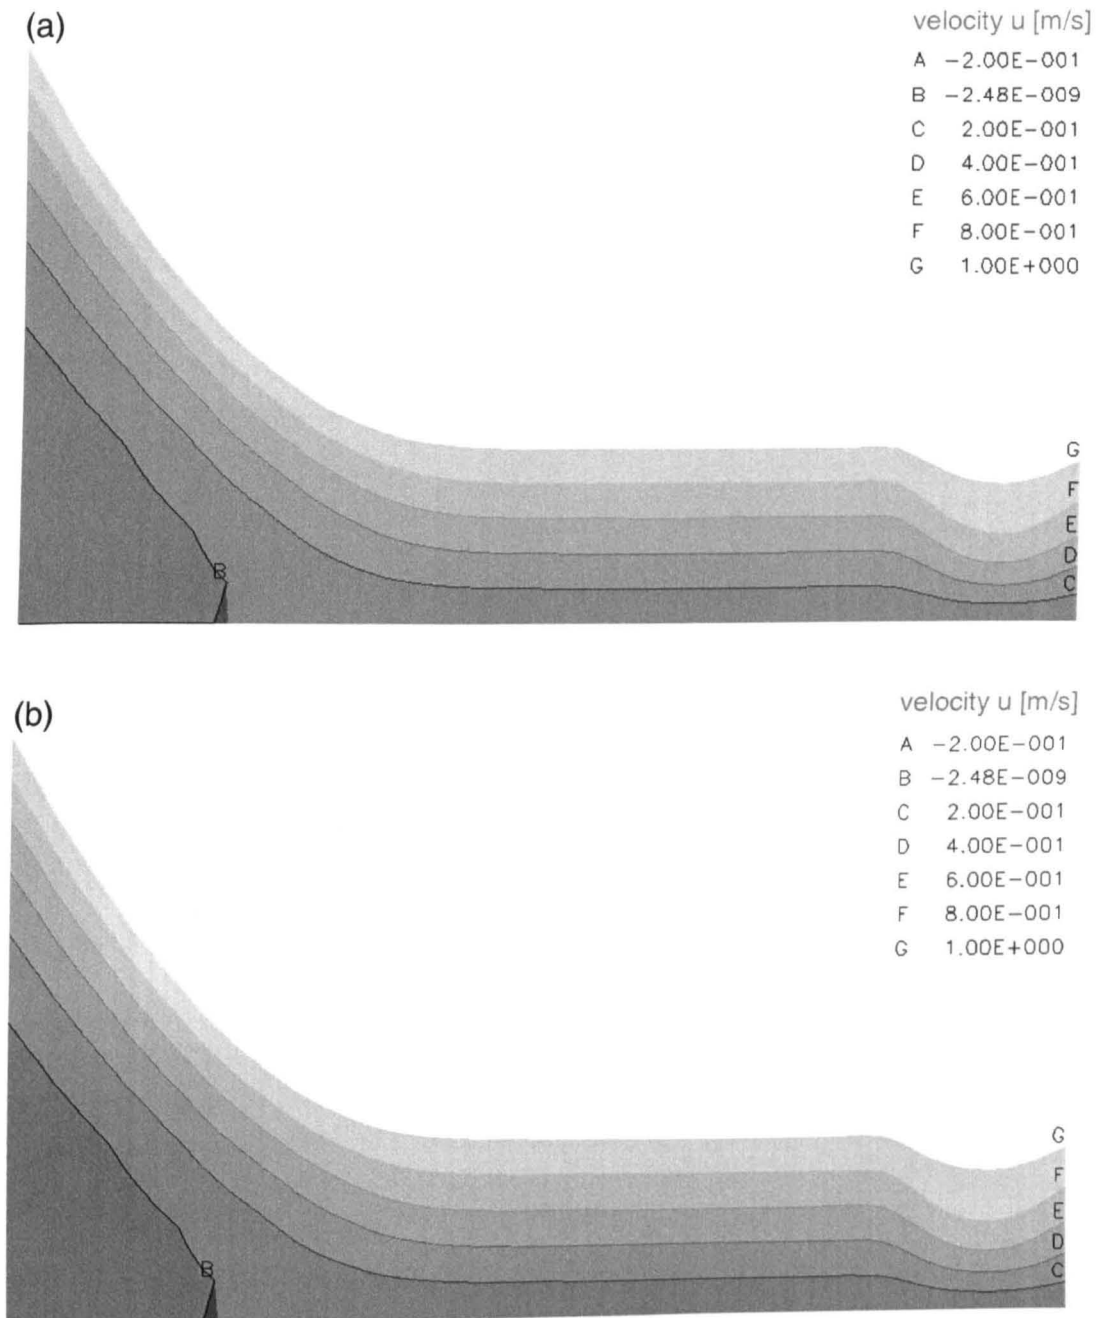 (a)
velocity u [m/s]
A -2.00E-001
B -2.48E-009
C 2.00E-001
D 4.00E-001
E 6.00E-001
F 8.00E-001
G 1.00E+000
G
F
E
D
C
B
(b)
velocity u [m/s]
A -2.00E-001
B -2.48E-009
C 2.00E-001
D 4.00E-001
E 6.00E-001
F 8.00E-001
G 1.00E+000
G
F
E
D
C
B